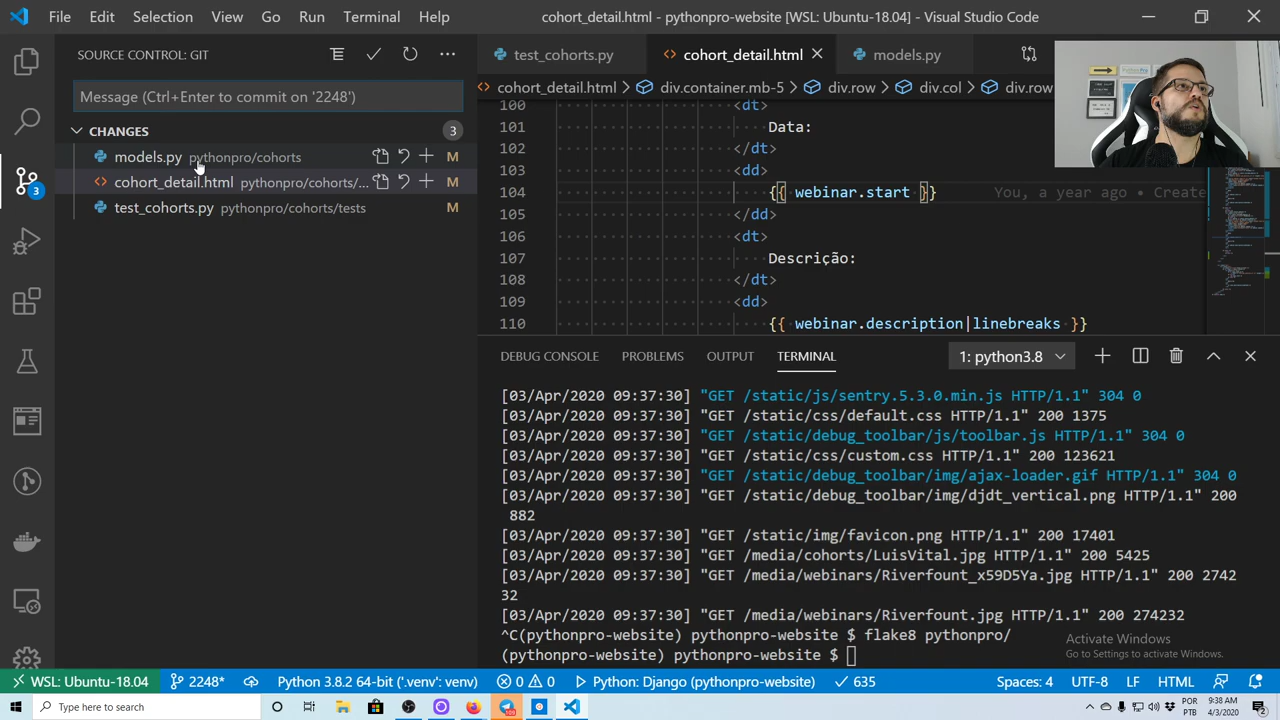 File Edit Selection View Go Run Terminal Help
cohort_detail.html - pythonpro-website [WSL: Ubuntu-18.04] - Visual Studio Code
SOURCE CONTROL: GIT
Message (Ctrl+Enter to commit on '2248')
CHANGES 3
models.py pythonpro/cohorts M
cohort_detail.html pythonpro/cohorts/... M
test_cohorts.py pythonpro/cohorts/tests M
3
test_cohorts.py cohort_detail.html models.py
cohort_detail.html > div.container.mb-5 > div.row > div.col > div.row
100 <dt>
101 Data:
102 </dt>
103 <dd>
104 {{ webinar.start }} You, a year ago • Create
105 </dd>
106 <dt>
107 Descrição:
108 </dt>
109 <dd>
110 {{ webinar.description|linebreaks }}
DEBUG CONSOLE PROBLEMS OUTPUT TERMINAL 1: python3.8
[03/Apr/2020 09:37:30] "GET /static/js/sentry.5.3.0.min.js HTTP/1.1" 304 0
[03/Apr/2020 09:37:30] "GET /static/css/default.css HTTP/1.1" 200 1375
[03/Apr/2020 09:37:30] "GET /static/debug_toolbar/js/toolbar.js HTTP/1.1" 304 0
[03/Apr/2020 09:37:30] "GET /static/css/custom.css HTTP/1.1" 200 123621
[03/Apr/2020 09:37:30] "GET /static/debug_toolbar/img/ajax-loader.gif HTTP/1.1" 304 0
[03/Apr/2020 09:37:30] "GET /static/debug_toolbar/img/djdt_vertical.png HTTP/1.1" 200
882
[03/Apr/2020 09:37:30] "GET /static/img/favicon.png HTTP/1.1" 200 17401
[03/Apr/2020 09:37:30] "GET /media/cohorts/LuisVital.jpg HTTP/1.1" 200 5425
[03/Apr/2020 09:37:30] "GET /media/webinars/Riverfount_x59D5Ya.jpg HTTP/1.1" 200 2742
32
[03/Apr/2020 09:37:30] "GET /media/webinars/Riverfount.jpg HTTP/1.1" 200 274232
^C(pythonpro-website) pythonpro-website $ flake8 pythonpro/
(pythonpro-website) pythonpro-website $
Activate Windows
Go to Settings to activate Windows.
WSL: Ubuntu-18.04 2248* Python 3.8.2 64-bit ('.venv': venv) 0 0 Python: Django (pythonpro-website) 635 Spaces: 4 UTF-8 LF HTML
Type here to search
POR
PTB
9:38 AM
4/3/2020
2